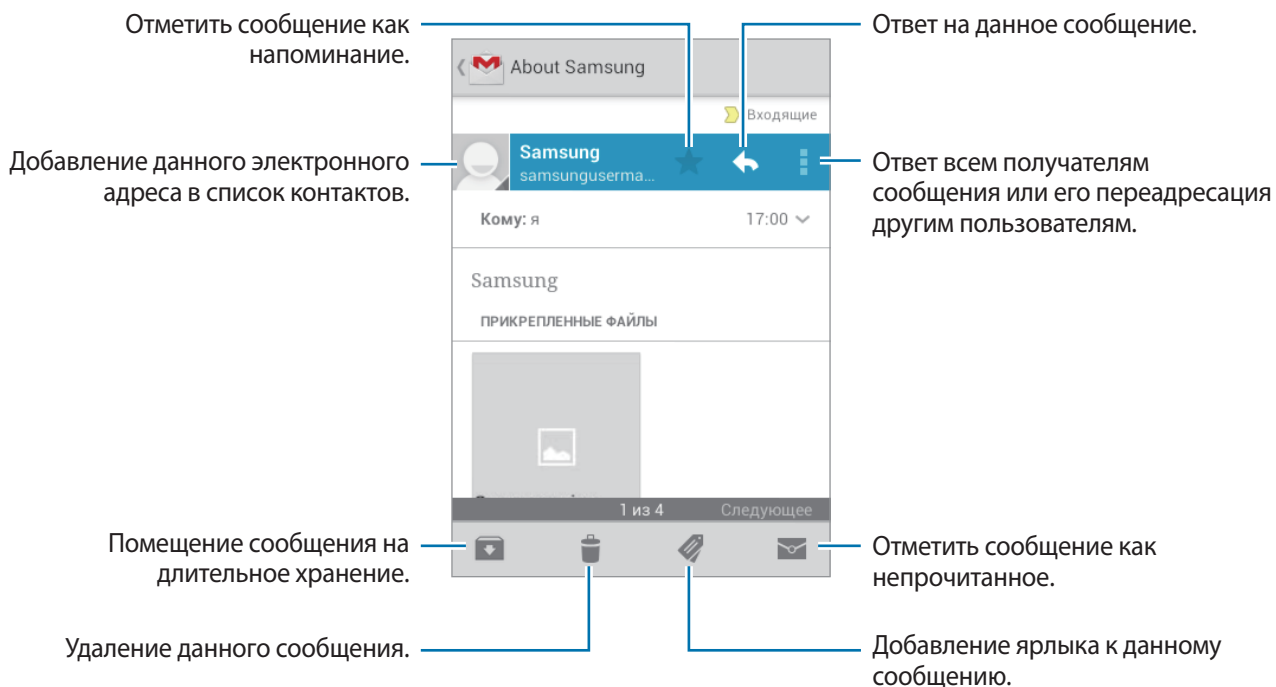 Отметить сообщение как
напоминание.
Ответ на данное сообщение.
About Samsung
Входящие
Добавление данного электронного
адреса в список контактов.
Samsung
samsunguserma...
Ответ всем получателям
сообщения или его переадресация
другим пользователям.
Кому: я 17:00
Samsung
ПРИКРЕПЛЕННЫЕ ФАЙЛЫ
1 из 4 Следующее
Помещение сообщения на
длительное хранение.
Отметить сообщение как
непрочитанное.
Удаление данного сообщения.
Добавление ярлыка к данному
сообщению.